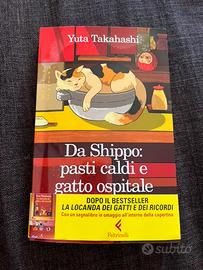 Yuta Takahashi
Da Shippo:
pasti caldi e
gatto ospitale
DOPO IL BESTSELLER
LA LOCANDA DEI GATTI E DEI RICORDI
Con un segnalibro in omaggio all'interno della copertina
Feltrinelli
subito